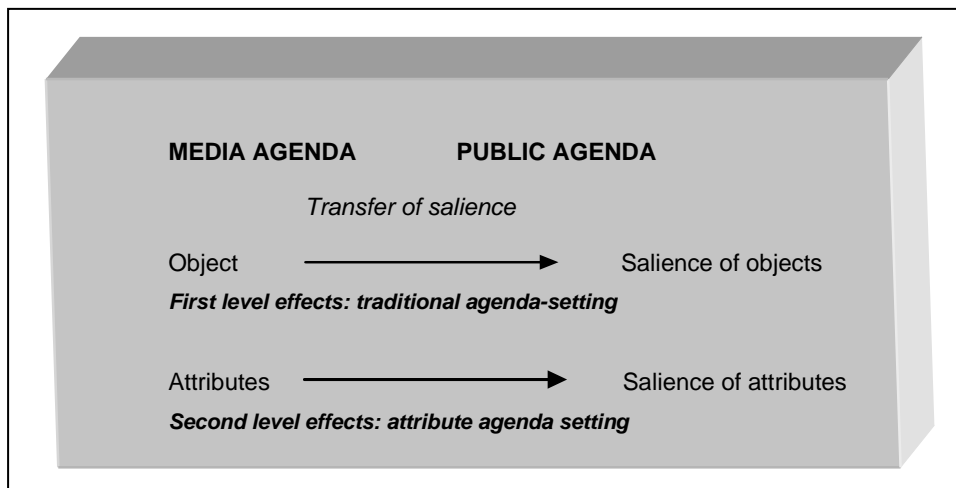 MEDIA AGENDA PUBLIC AGENDA
Transfer of salience
Object Salience of objects
First level effects: traditional agenda-setting
Attributes Salience of attributes
Second level effects: attribute agenda setting